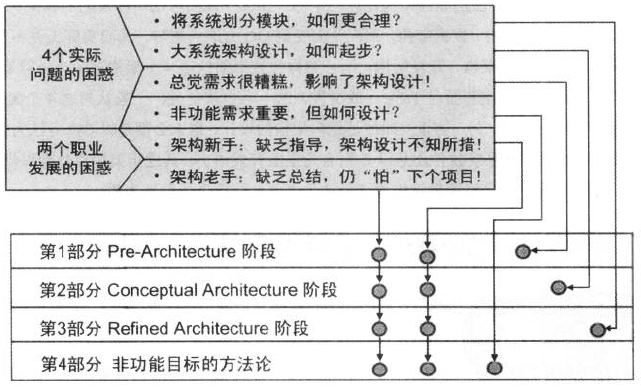 4个实际
问题的困惑
• 将系统划分模块，如何更合理？
• 大系统架构设计，如何起步？
• 总觉需求很糟糕，影响了架构设计！
• 非功能需求重要，但如何设计？
两个职业
发展的困惑
• 架构新手：缺乏指导，架构设计不知所措！
• 架构老手：缺乏总结，仍“怕”下个项目！
第1部分 Pre-Architecture 阶段
第2部分 Conceptual Architecture 阶段
第3部分 Refined Architecture 阶段
第4部分 非功能目标的方法论